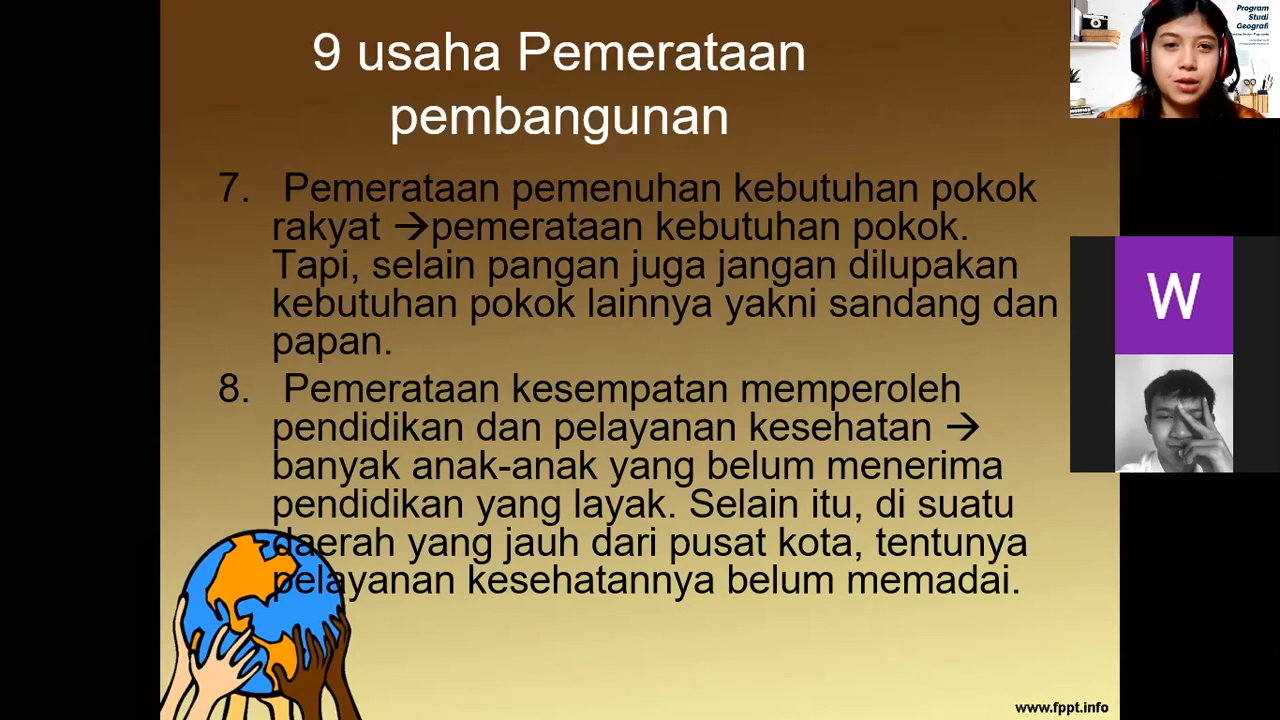 9 usaha Pemerataan
pembangunan
7. Pemerataan pemenuhan kebutuhan pokok
rakyat →pemerataan kebutuhan pokok.
Tapi, selain pangan juga jangan dilupakan
kebutuhan pokok lainnya yakni sandang dan
papan.
8. Pemerataan kesempatan memperoleh
pendidikan dan pelayanan kesehatan →
banyak anak-anak yang belum menerima
pendidikan yang layak. Selain itu, di suatu
daerah yang jauh dari pusat kota, tentunya
pelayanan kesehatannya belum memadai.
www.fppt.info
Program
Studi
Geografi
W